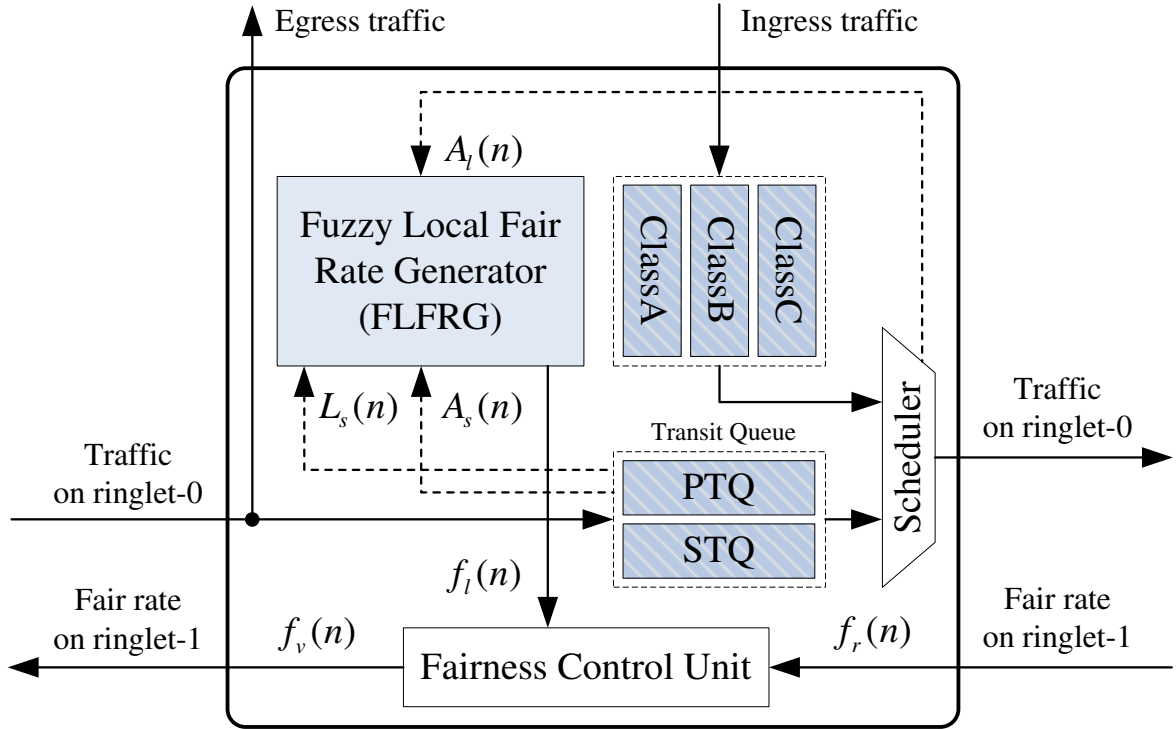 Egress traffic
Ingress traffic
A_l(n)
Fuzzy Local Fair
Rate Generator
(FLFRG)
ClassA
ClassB
ClassC
L_s(n)
A_s(n)
Transit Queue
PTQ
STQ
Scheduler
Traffic
on ringlet-0
Traffic
on ringlet-0
f_l(n)
Fair rate
on ringlet-1
f_v(n)
Fairness Control Unit
f_r(n)
Fair rate
on ringlet-1